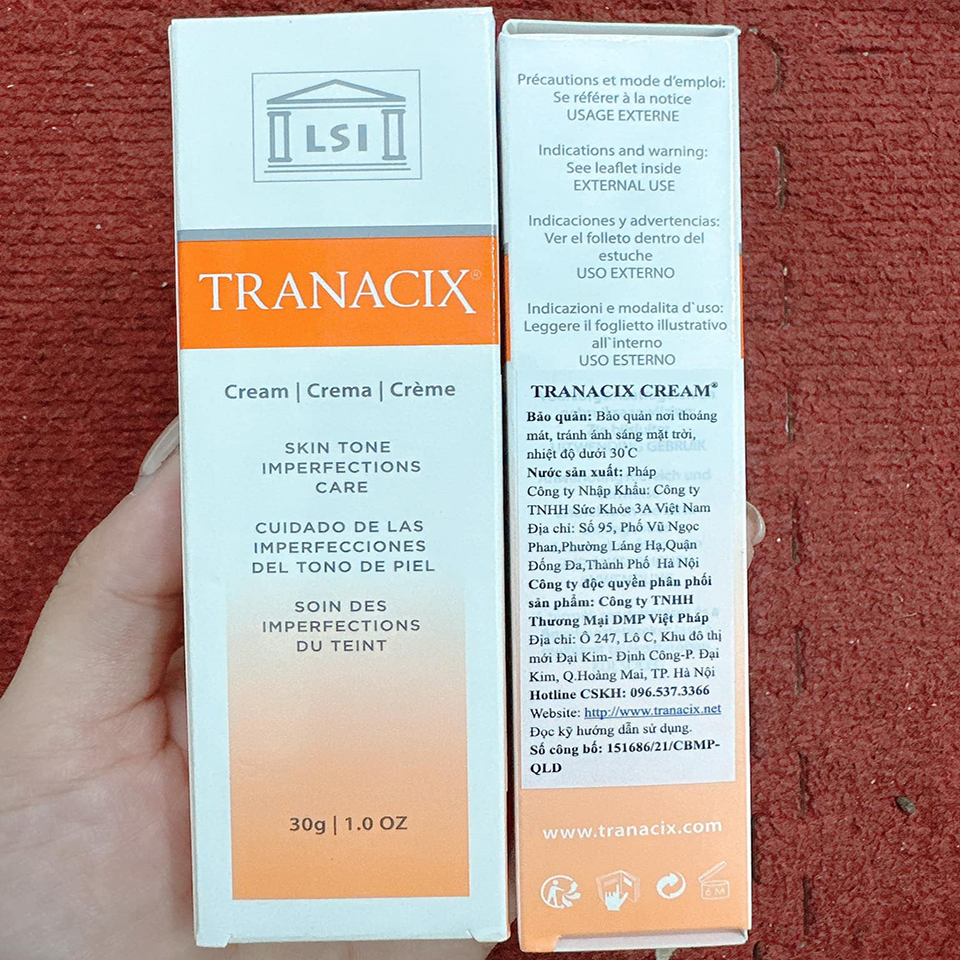 LSI
TRANACIX®
Cream | Crema | Crème
SKIN TONE
IMPERFECTIONS
CARE
CUIDADO DE LAS
IMPERFECCIONES
DEL TONO DE PIEL
SOIN DES
IMPERFECTIONS
DU TEINT
30g | 1.0 OZ
Précautions et mode d’emploi:
Se référer à la notice
USAGE EXTERNE
Indications and warning:
See leaflet inside
EXTERNAL USE
Indicaciones y advertencias:
Ver el folleto dentro del
estuche
USO EXTERNO
Indicazioni e modalita d`uso:
Leggere il foglietto illustrativo
all`interno
USO ESTERNO
TRANACIX CREAM®
Bảo quản: Bảo quản nơi thoáng
mát, tránh ánh sáng mặt trời,
nhiệt độ dưới 30°C
Nước sản xuất: Pháp
Công ty Nhập Khẩu: Công ty
TNHH Sức Khỏe 3A Việt Nam
Địa chỉ: Số 95, Phố Vũ Ngọc
Phan,Phường Láng Hạ,Quận
Đống Đa,Thành Phố Hà Nội
Công ty độc quyền phân phối
sản phẩm: Công ty TNHH
Thương Mại DMP Việt Pháp
Địa chỉ: Ô 247, Lô C, Khu đô thị
mới Đại Kim- Định Công-P. Đại
Kim, Q.Hoàng Mai, TP. Hà Nội
Hotline CSKH: 096.537.3366
Website: http://www.tranacix.net
Đọc kỹ hướng dẫn sử dụng.
Số công bố: 151686/21/CBMP-
QLD
GEBRUIK
www.tranacix.com
6 M